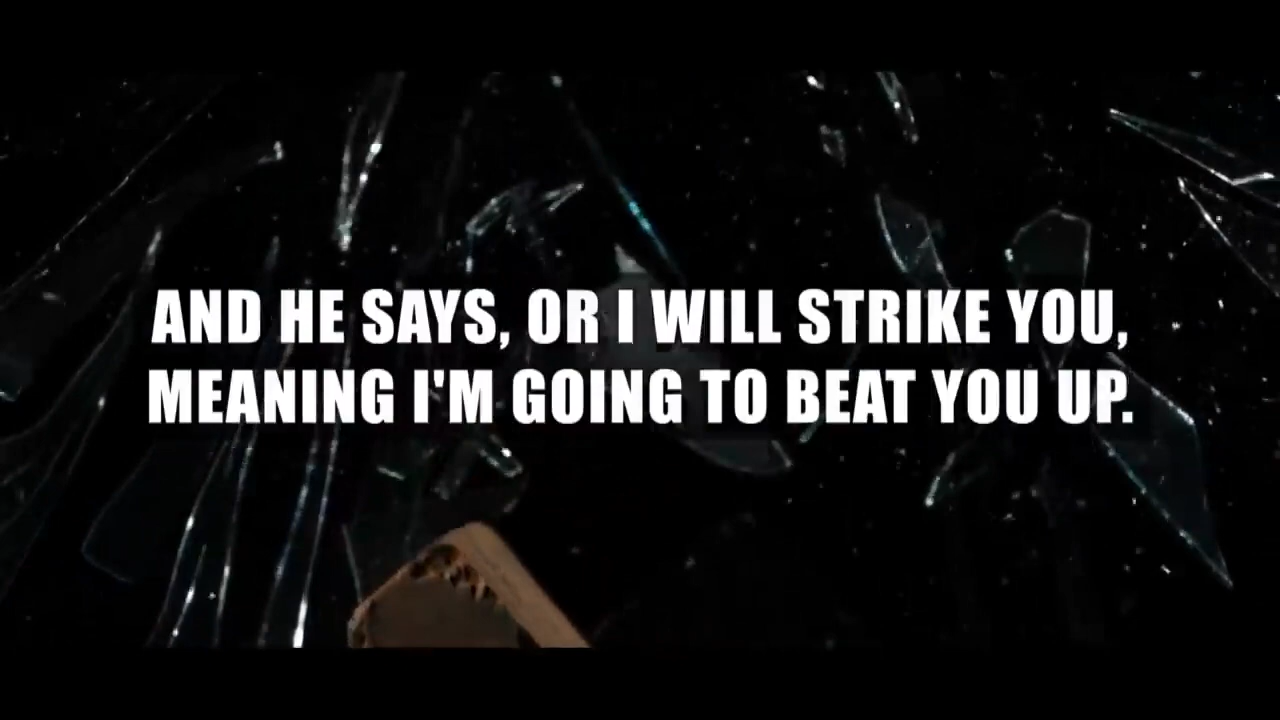 AND HE SAYS, OR I WILL STRIKE YOU,
MEANING I'M GOING TO BEAT YOU UP.